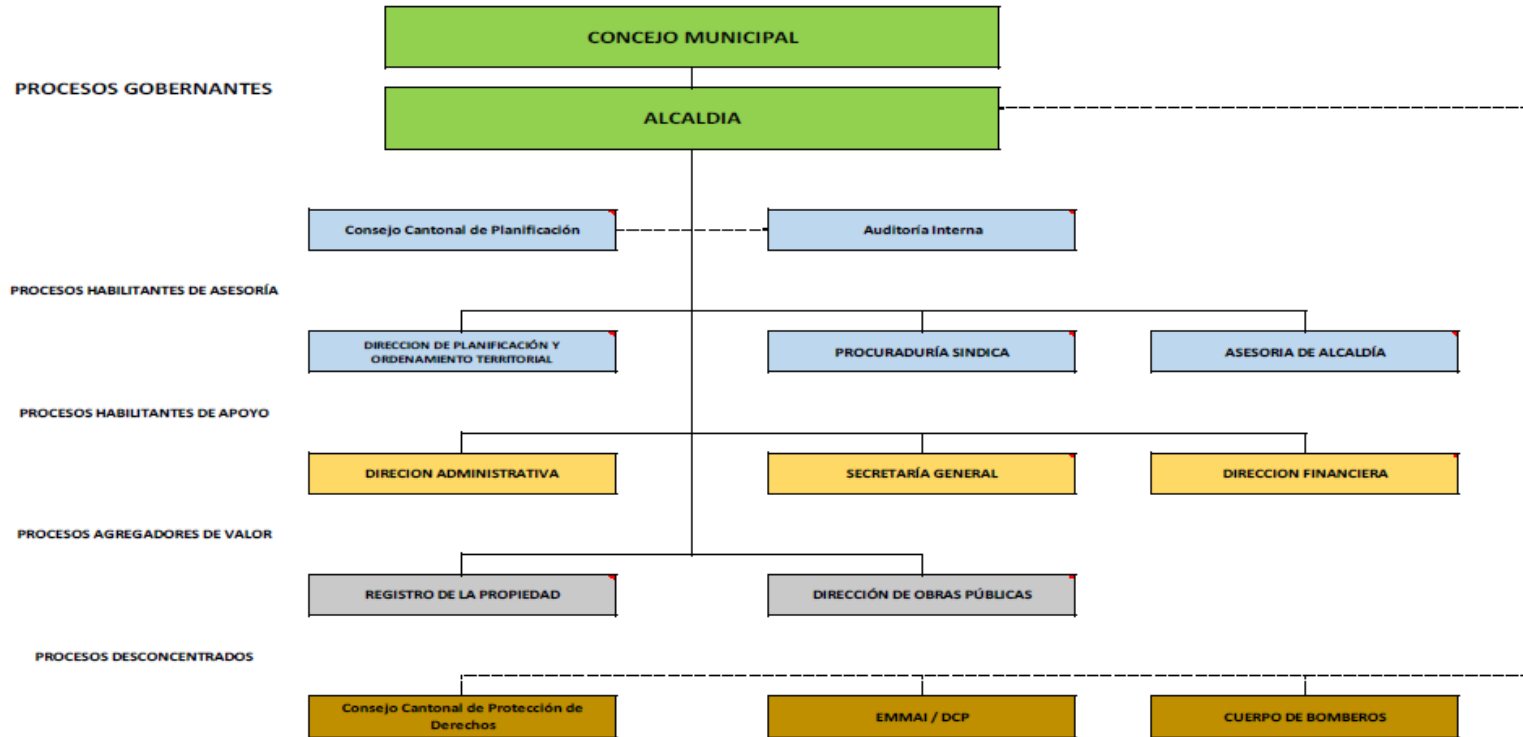 CONCEJO MUNICIPAL
PROCESOS GOBERNANTES
ALCALDIA
Consejo Cantonal de Planificación
Auditoría Interna
PROCESOS HABILITANTES DE ASESORÍA
DIRECCION DE PLANIFICACIÓN Y
ORDENAMIENTO TERRITORIAL
PROCURADURÍA SINDICA
ASESORIA DE ALCALDÍA
PROCESOS HABILITANTES DE APOYO
DIRECION ADMINISTRATIVA
SECRETARÍA GENERAL
DIRECCION FINANCIERA
PROCESOS AGREGADORES DE VALOR
REGISTRO DE LA PROPIEDAD
DIRECCIÓN DE OBRAS PÚBLICAS
PROCESOS DESCONCENTRADOS
Consejo Cantonal de Protección de
Derechos
EMMAI / DCP
CUERPO DE BOMBEROS